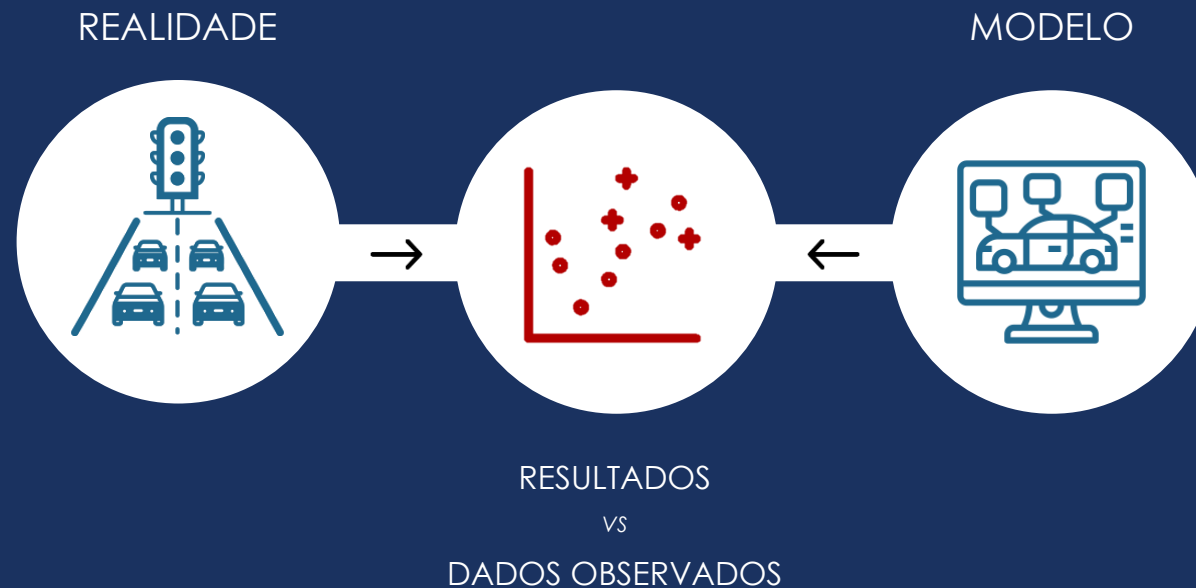 REALIDADE
MODELO
RESULTADOS
VS
DADOS OBSERVADOS